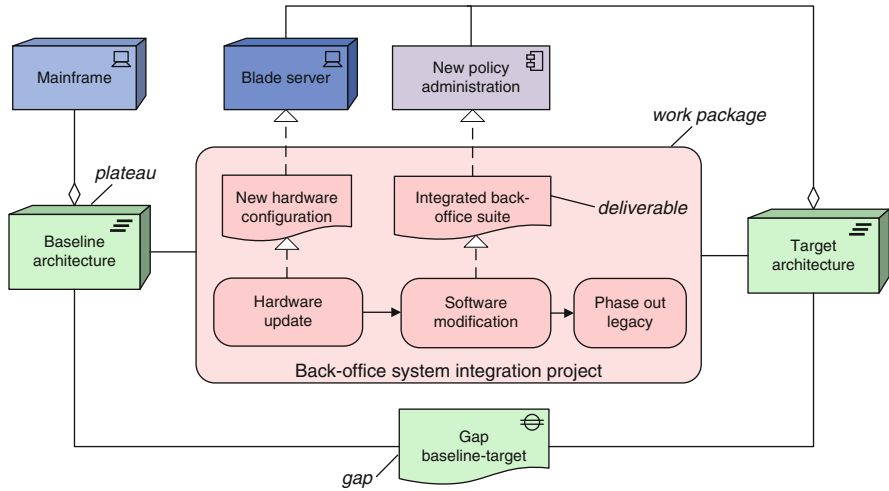 Mainframe
Blade server
New policy
administration
work package
plateau
New hardware
configuration
Integrated back-
office suite
deliverable
Baseline
architecture
Target
architecture
Hardware
update
Software
modification
Phase out
legacy
Back-office system integration project
Gap
baseline-target
gap